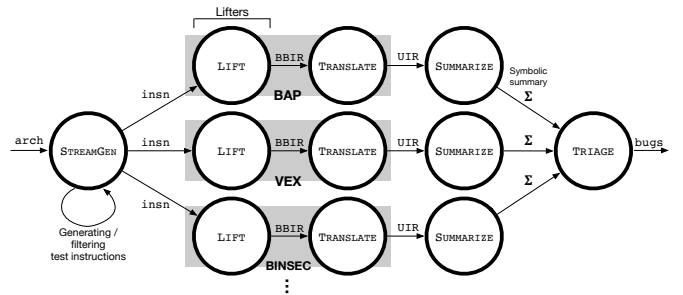 Lifters
LIFT
BBIR
TRANSLATE
UIR
SUMMARIZE
BAP
Symbolic
summary
Σ
insn
arch
STREAMGEN
insn
LIFT
BBIR
TRANSLATE
UIR
SUMMARIZE
Σ
TRIAGE
bugs
VEX
insn
Generating /
filtering
test instructions
LIFT
BBIR
TRANSLATE
UIR
SUMMARIZE
Σ
BINSEC
⋮